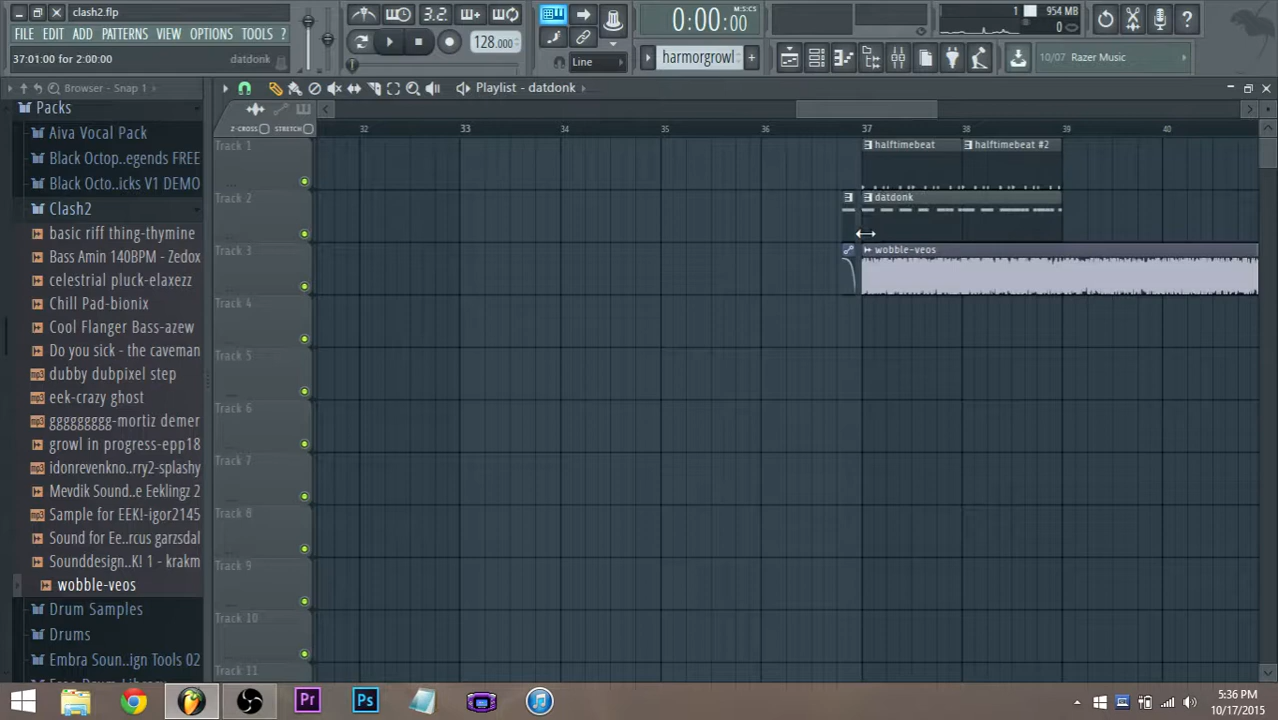 clash2.flp
FILE EDIT ADD PATTERNS VIEW OPTIONS TOOLS ?
37:01:00 for 2:00:00
datdonk
3.2..
128.000
M:S:CS
0:00:00
Line
harmorgrowl
1
954 MB
0
10/07 Razer Music
Browser - Snap 1
Playlist - datdonk
Z-CROSS STRETCH
32 33 34 35 36 37 38 39 40
Packs
Aiva Vocal Pack
Black Octop..egends FREE
Black Octo..icks V1 DEMO
Clash2
basic riff thing-thymine
Bass Amin 140BPM - Zedox
celestrial pluck-elaxezz
Chill Pad-bionix
Cool Flanger Bass-azew
Do you sick - the caveman
dubby dubpixel step
eek-crazy ghost
ggggggggg-mortiz demer
growl in progress-epp18
idonrevenkno..rry2-splashy
Mevdik Sound..e Eeklingz 2
Sample for EEK!-igor2145
Sound for Ee..rcus garzsdal
Sounddesign..K! 1 - krakm
wobble-veos
Drum Samples
Drums
Embra Soun..ign Tools 02
Track 1
halftimebeat
halftimebeat #2
Track 2
datdonk
Track 3
wobble-veos
Track 4
Track 5
Track 6
Track 7
Track 8
Track 9
Track 10
Track 11
Pr
Ps
5:36 PM
10/17/2015